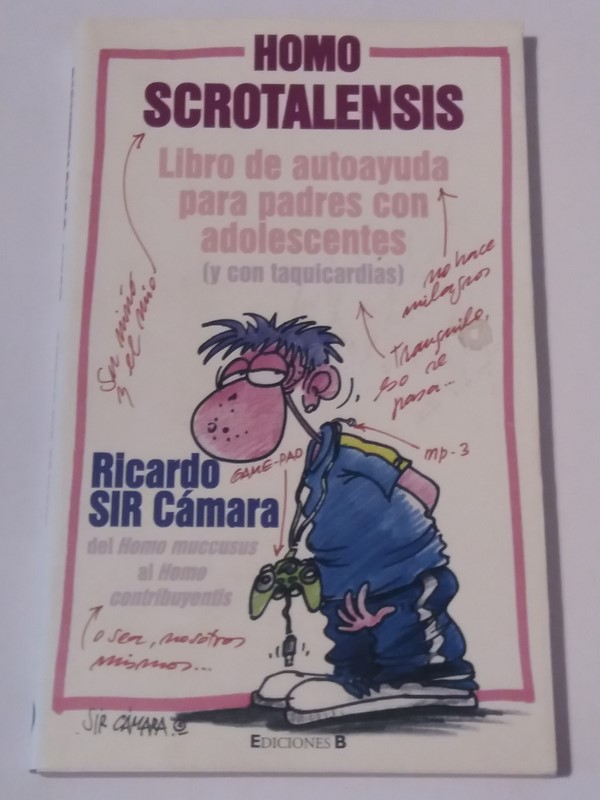 HOMO
SCROTALENSIS
Libro de autoayuda
para padres con
adolescentes
(y con taquicardias)
no hace
milagros
Su niño
y el mío
Tranquilo,
eso se
pasa...
mp-3
GAME-PAD
Ricardo
SIR Cámara
del Homo muccusus
al Homo
contribuyentis
o sea, nosotros
mismos...
SIR CÁMARA ©
EDICIONES B